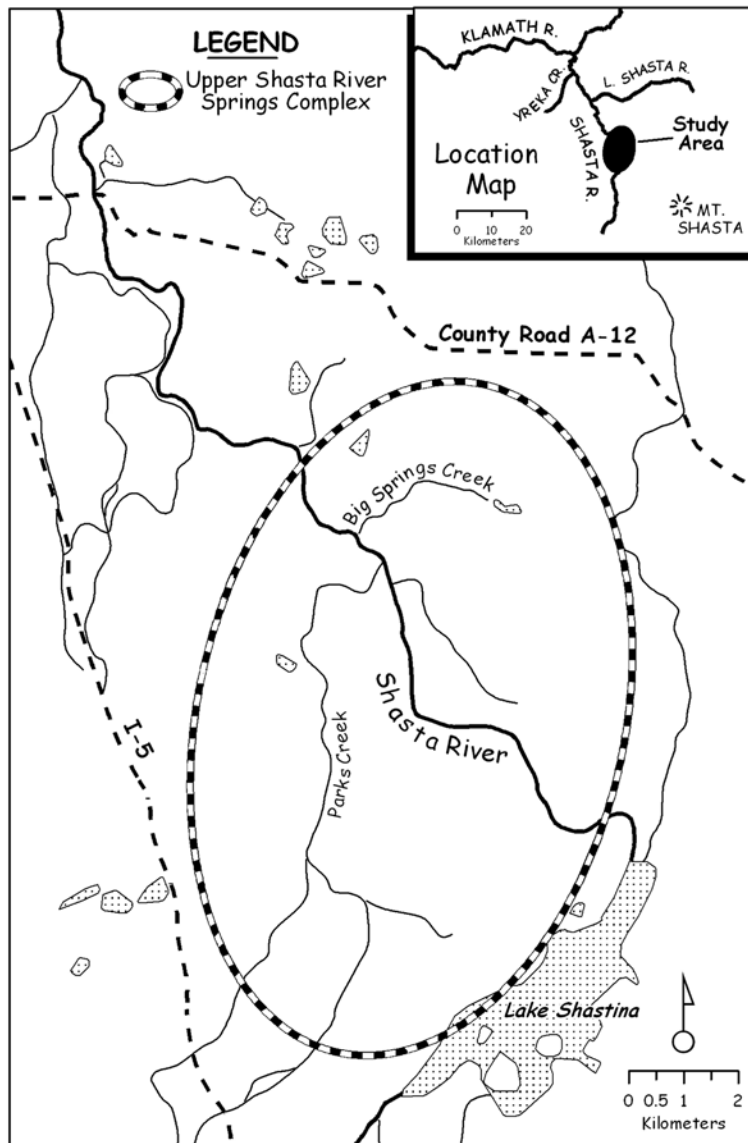 LEGEND
Upper Shasta River
Springs Complex
KLAMATH R.
YREKA CR.
L. SHASTA R.
SHASTA R.
Study
Area
Location
Map
0 10 20
Kilometers
MT.
SHASTA
County Road A-12
Big Springs Creek
Shasta River
I-5
Parks Creek
Lake Shastina
0 0.5 1 2
Kilometers